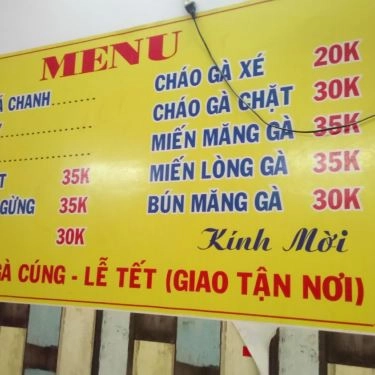 MENU
Á CHANH.......
.....................
T 35K
GỪNG 35K
30K
CHÁO GÀ XÉ 20K
CHÁO GÀ CHẶT 30K
MIẾN MĂNG GÀ 35K
MIẾN LÒNG GÀ 35K
BÚN MĂNG GÀ 30K
Kính Mời
GÀ CÚNG - LỄ TẾT (GIAO TẬN NƠI)